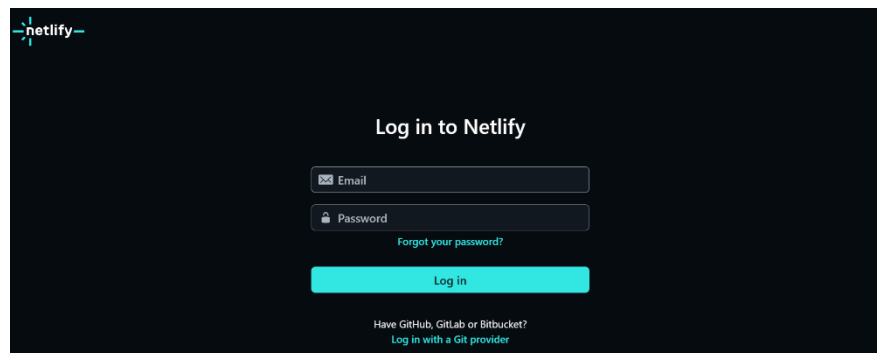 netlify
Log in to Netlify
Email
Password
Forgot your password?
Log in
Have GitHub, GitLab or Bitbucket?
Log in with a Git provider